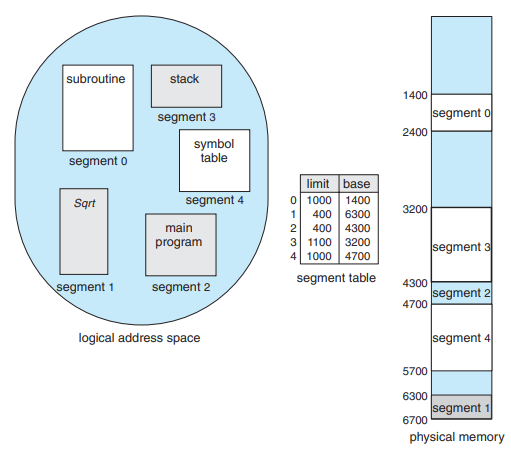 subroutine
segment 0
stack
segment 3
symbol
table
segment 4
Sqrt
segment 1
main
program
segment 2
logical address space
limit base
0 1000 1400
1 400 6300
2 400 4300
3 1100 3200
4 1000 4700
segment table
1400
segment 0
2400
3200
segment 3
4300
segment 2
4700
segment 4
5700
6300
segment 1
6700
physical memory